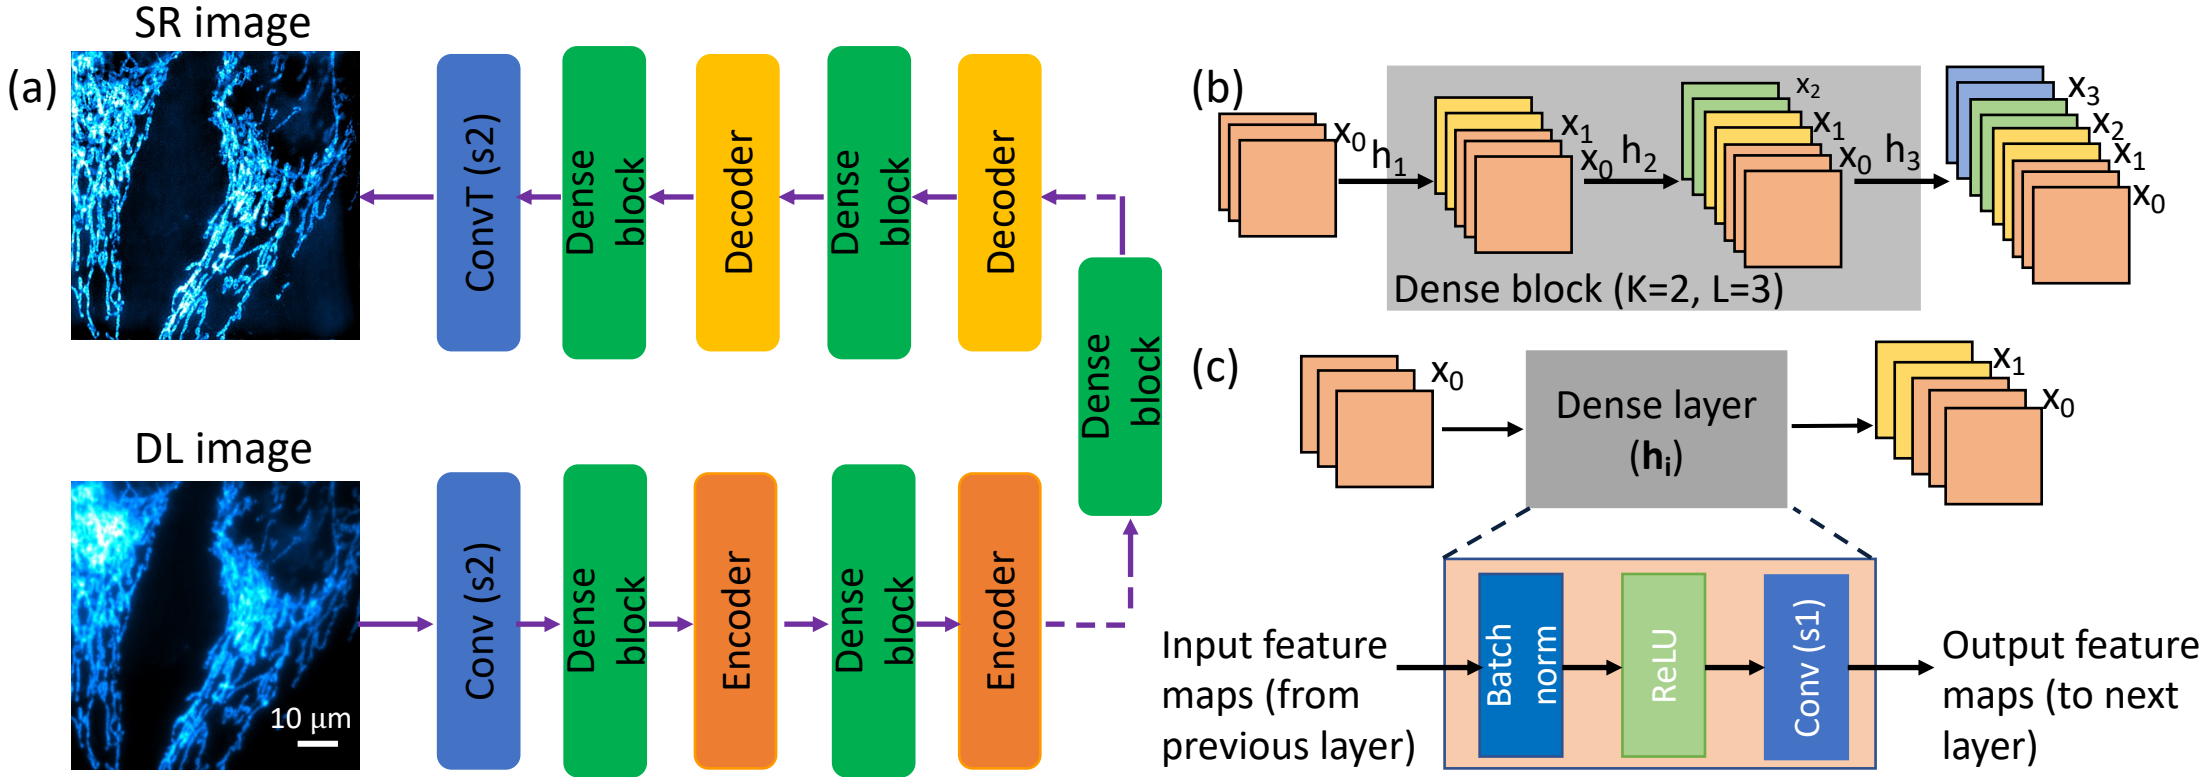 (a)
SR image
ConvT (s2)
Dense
block
Decoder
Dense
block
Decoder
Dense
block
DL image
10 μm
Conv (s2)
Dense
block
Encoder
Dense
block
Encoder
(b)
x₀
h₁
x₁
x₀
h₂
x₂
x₁
x₀
h₃
x₃
x₂
x₁
x₀
Dense block (K=2, L=3)
(c)
x₀
Dense layer
(hᵢ)
x₁
x₀
Input feature
maps (from
previous layer)
Batch
norm
ReLU
Conv (s1)
Output feature
maps (to next
layer)